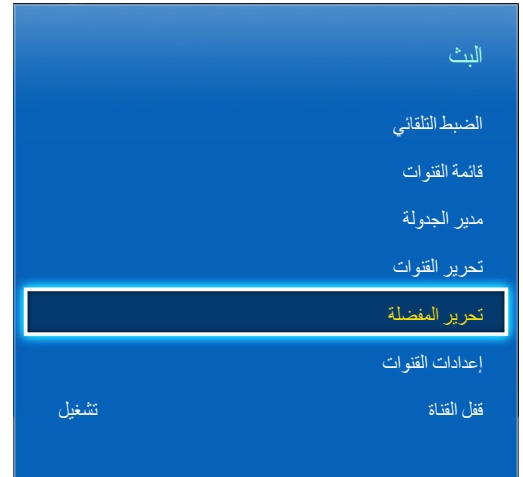 البث
الضبط التلقائي
قائمة القنوات
مدير الجدولة
تحرير القنوات
تحرير المفضلة
إعدادات القنوات
قفل القناة تشغيل